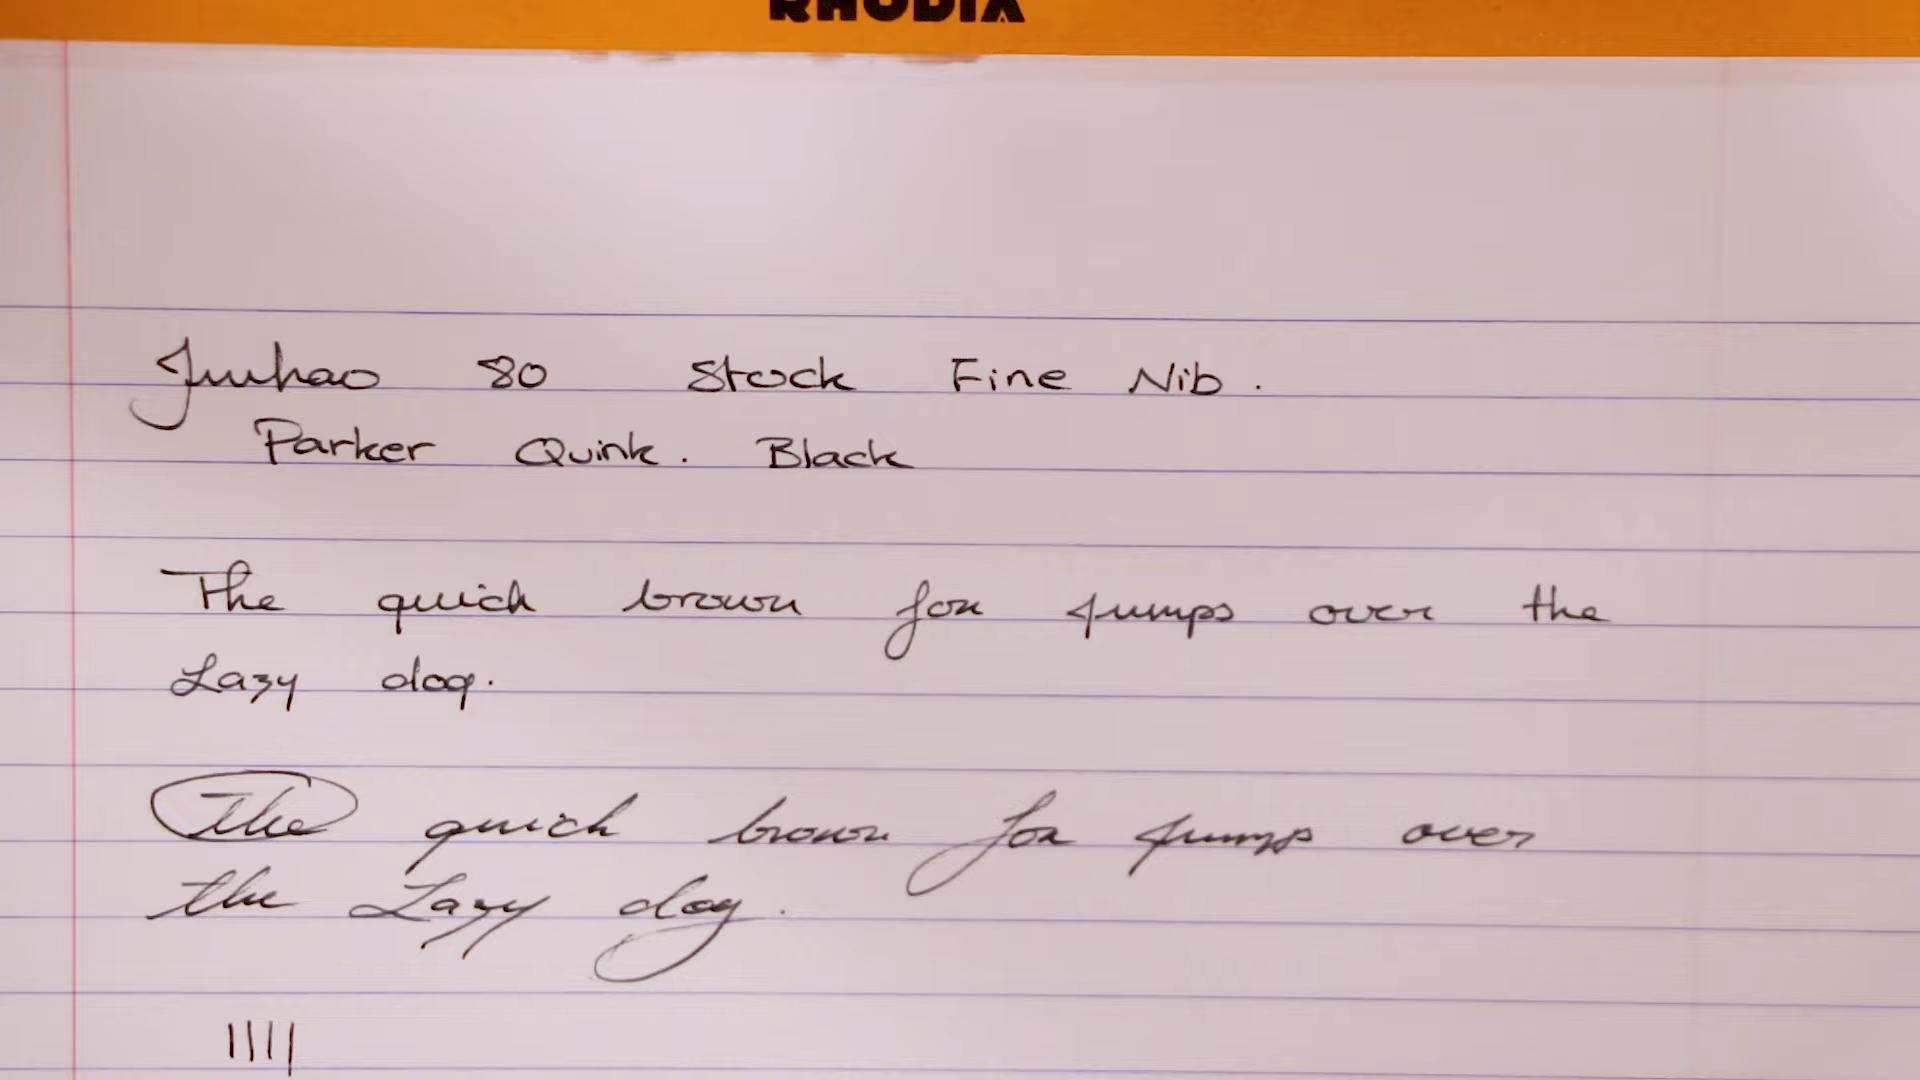 RHODIA
Jinhao 80 Stock Fine Nib.
Parker Quink. Black
The quick brown fox jumps over the
Lazy dog.
The quick brown fox jumps over
the Lazy dog.
||||